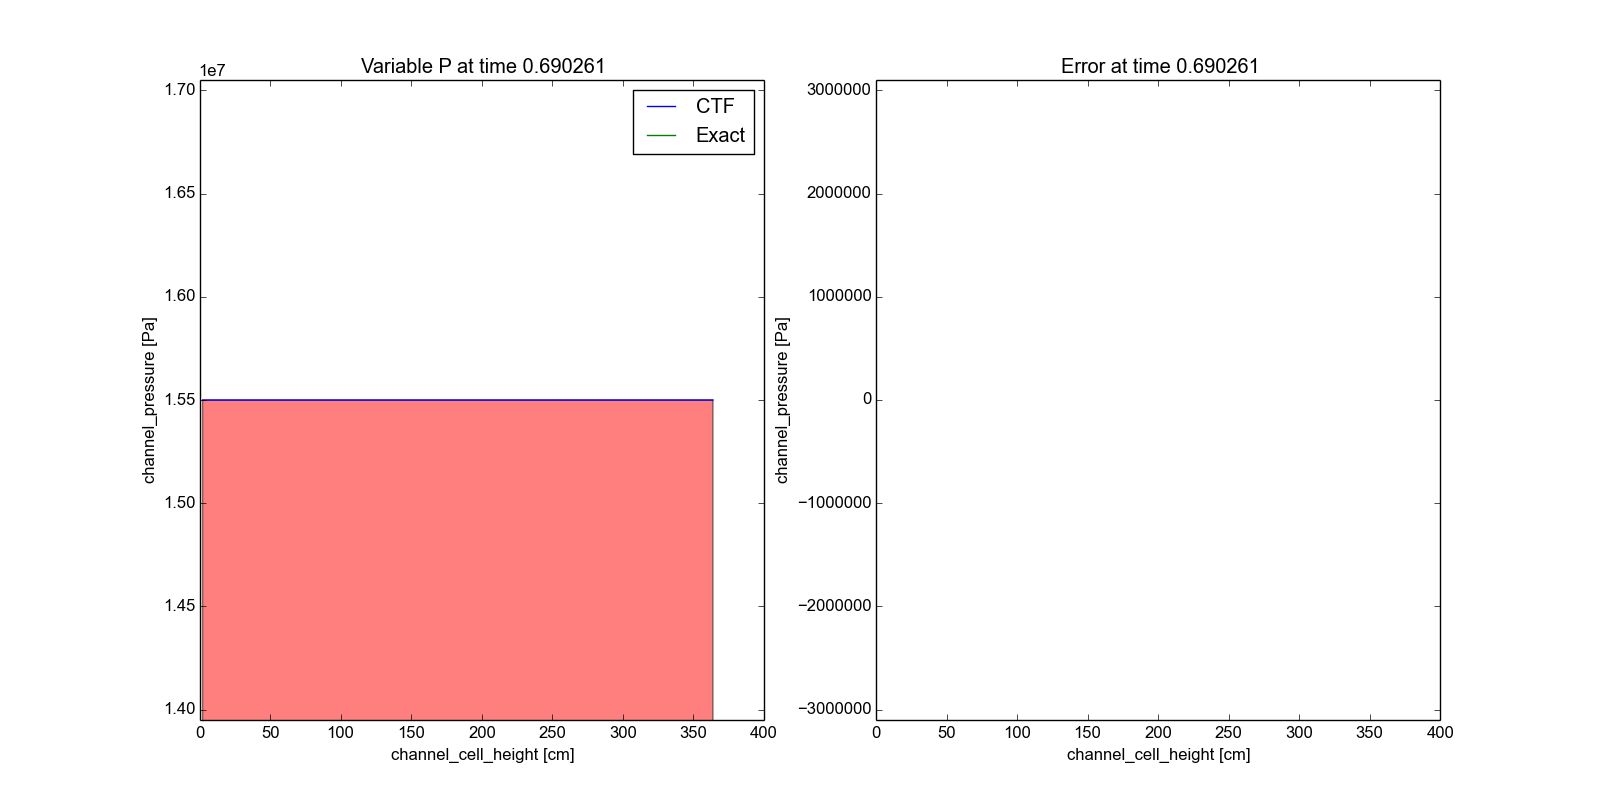 Variable P at time 0.690261
1e7
1.70
1.65
1.60
1.55
1.50
1.45
1.40
channel_pressure [Pa]
CTF
Exact
0 50 100 150 200 250 300 350 400
channel_cell_height [cm]
Error at time 0.690261
3000000
2000000
1000000
0
−1000000
−2000000
−3000000
channel_pressure [Pa]
0 50 100 150 200 250 300 350 400
channel_cell_height [cm]